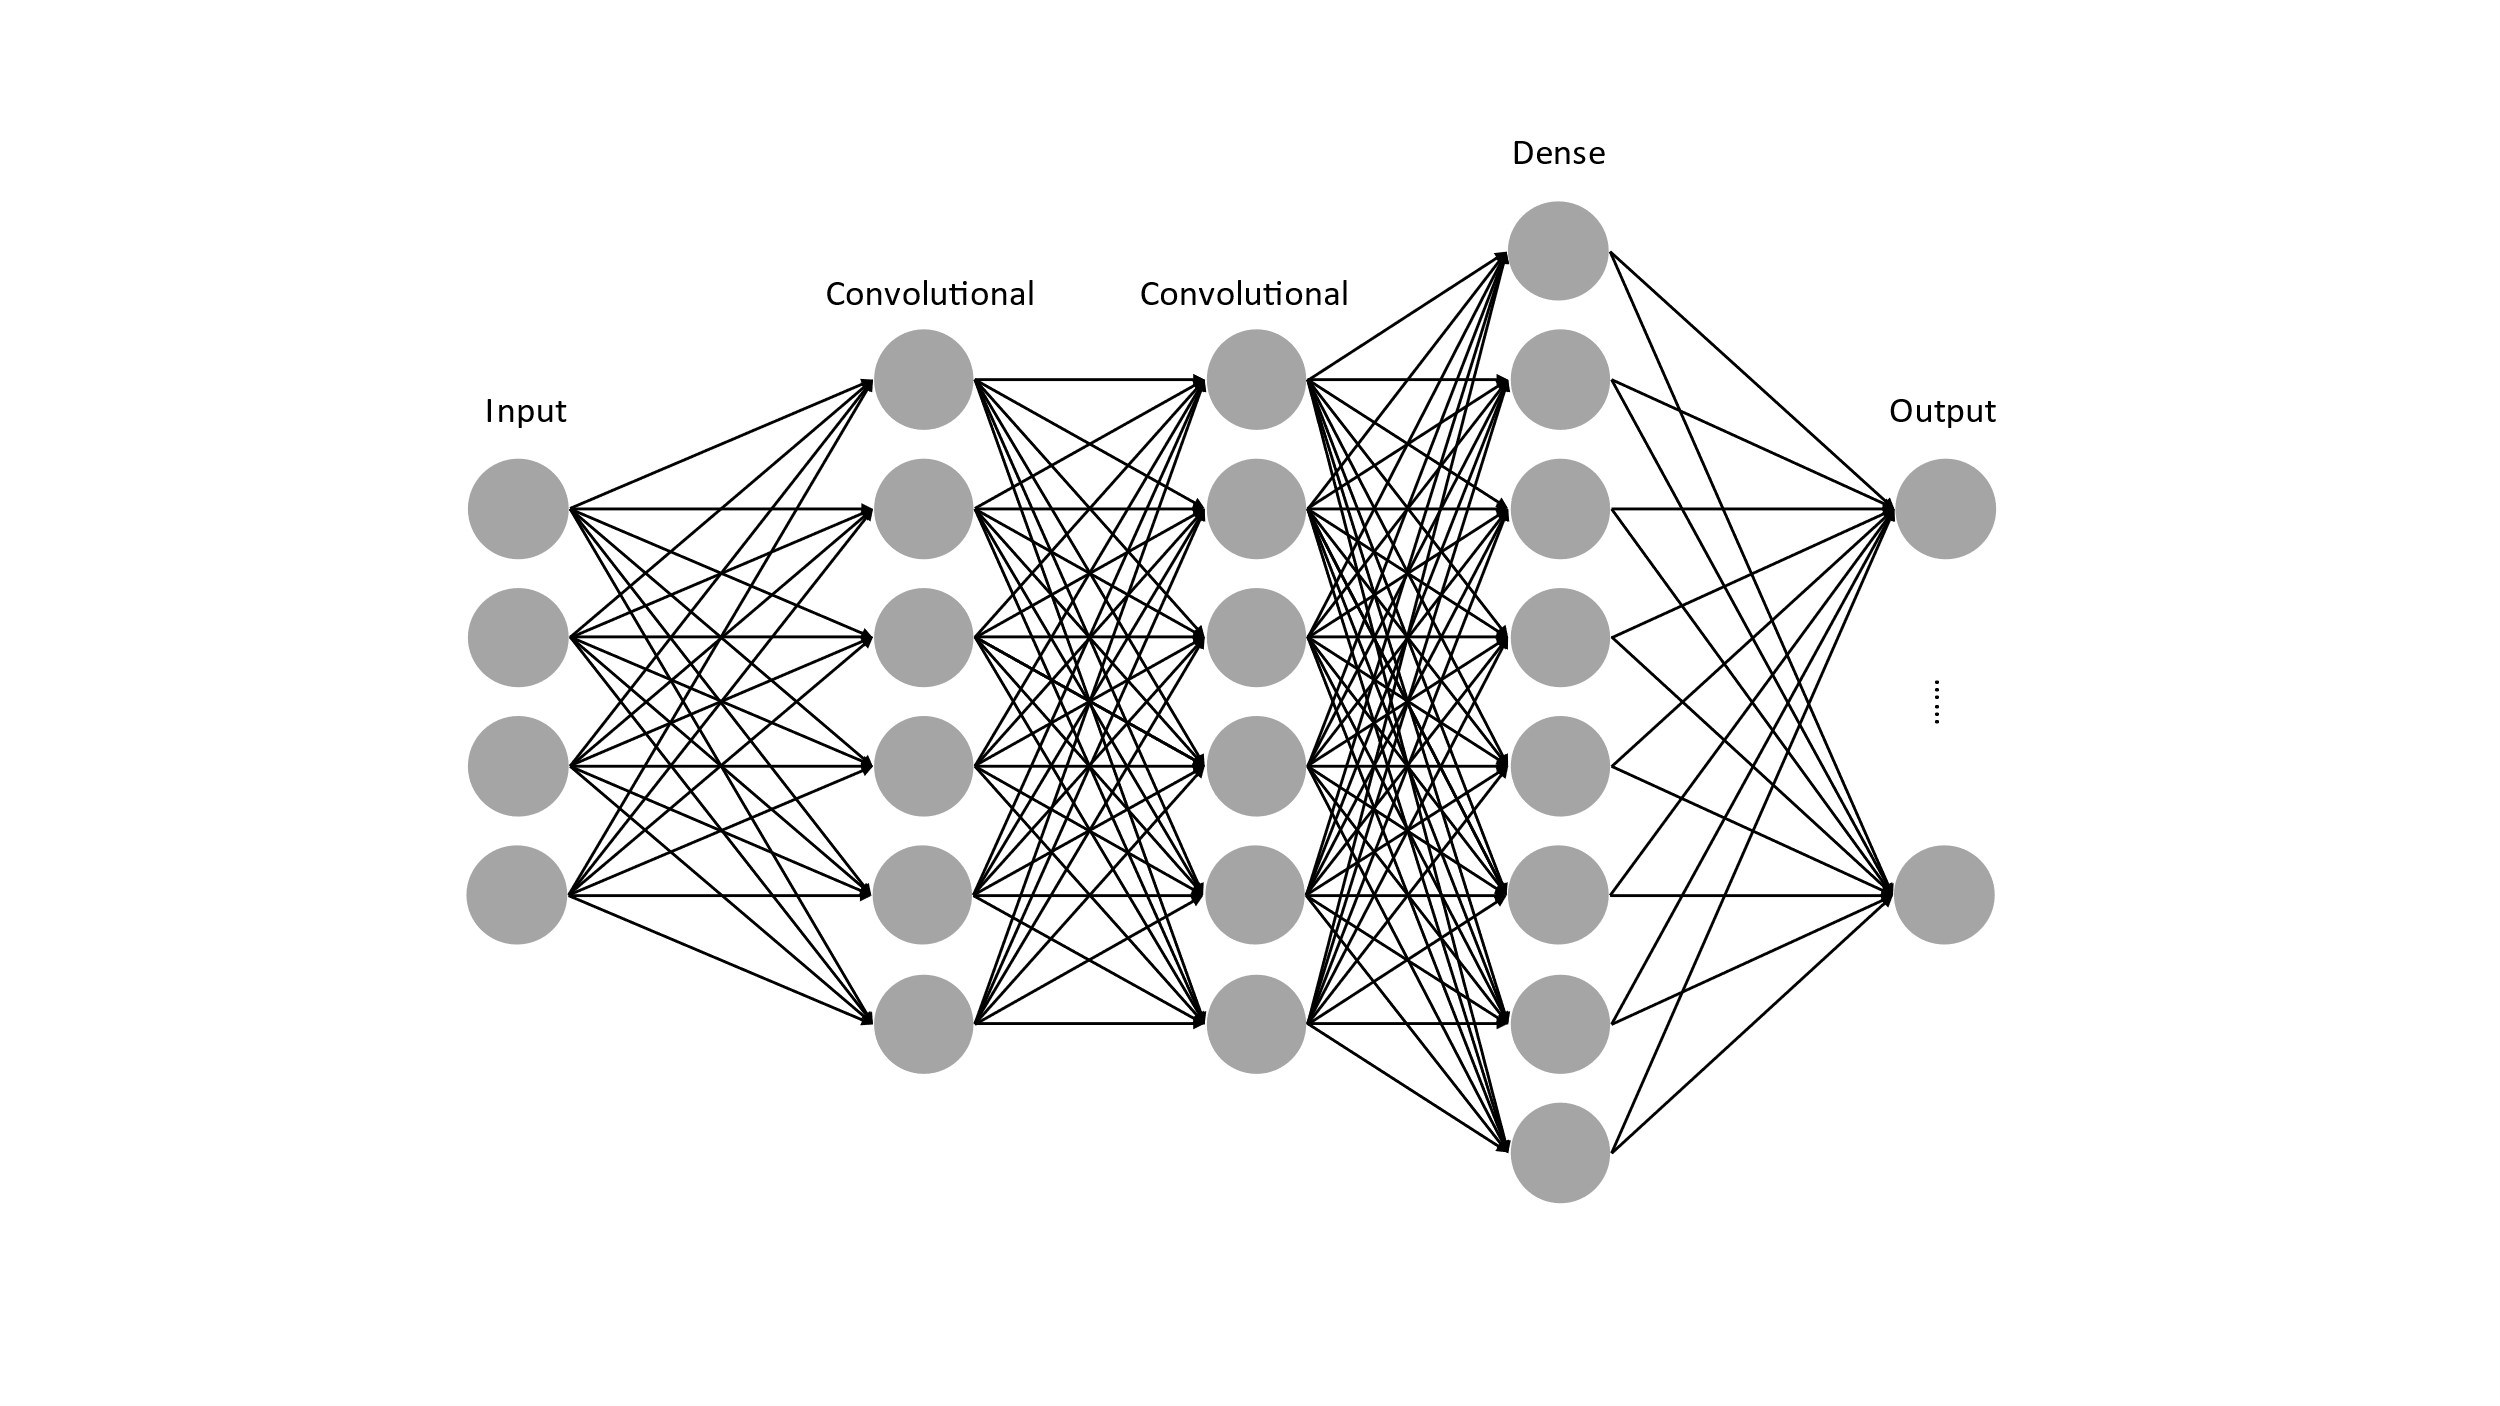 Dense
Convolutional
Convolutional
Input
Output
......